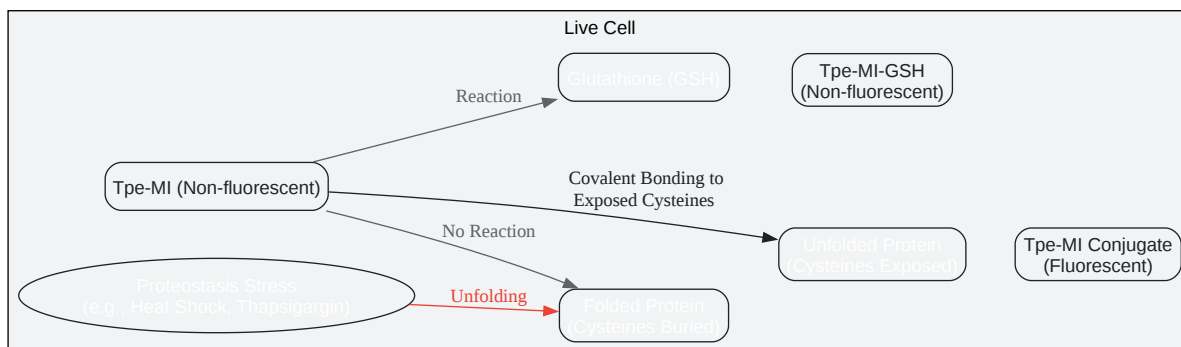 Live Cell
Glutathione (GSH)
Tpe-MI-GSH
(Non-fluorescent)
Reaction
Tpe-MI (Non-fluorescent)
Covalent Bonding to
Exposed Cysteines
No Reaction
Unfolded Protein
(Cysteines Exposed)
Tpe-MI Conjugate
(Fluorescent)
Proteostasis Stress
(e.g., Heat Shock, Thapsigargin)
Unfolding
Folded Protein
(Cysteines Buried)